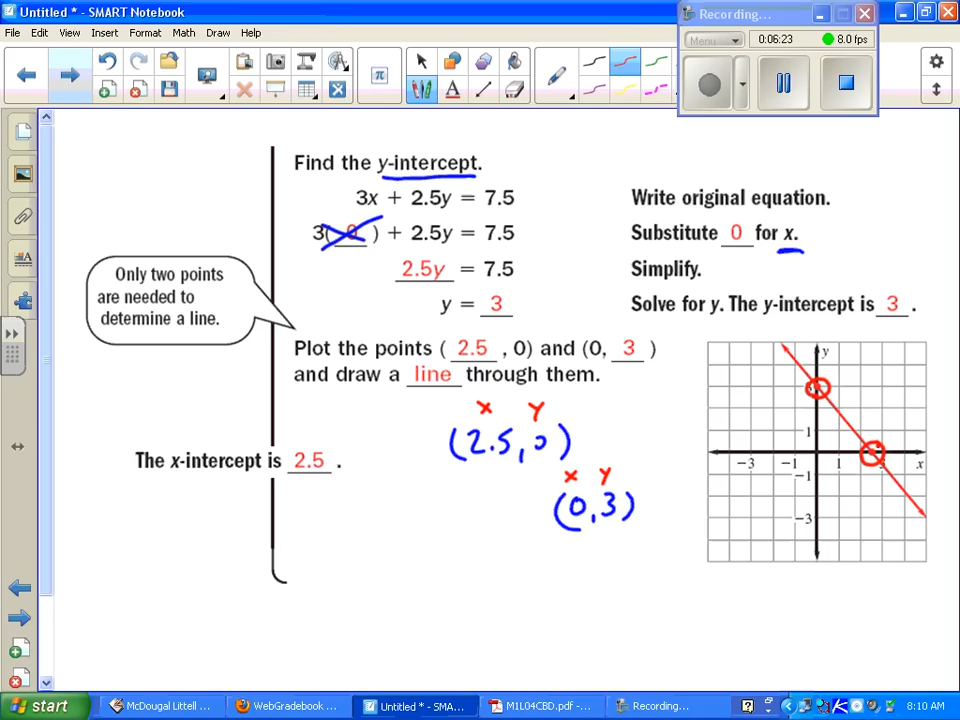 Untitled * - SMART Notebook
Recording...
File Edit View Insert Format Math Draw Help
Menu 0:06:23 8.0 fps
π
A
Find the y-intercept.
3x + 2.5y = 7.5 Write original equation.
3( 0 ) + 2.5y = 7.5 Substitute 0 for x.
2.5y = 7.5 Simplify.
y = 3 Solve for y. The y-intercept is 3 .
Only two points
are needed to
determine a line.
Plot the points ( 2.5 , 0) and (0, 3 )
and draw a line through them.
x y
(2.5, 0)
The x-intercept is 2.5 .
x y
(0, 3)
y
3
1
−3 −1 1 3 x
−1
−3
start McDougal Littell ... WebGradebook ... Untitled * - SMA... M1L04CBD.pdf - ... Recording... 8:10 AM